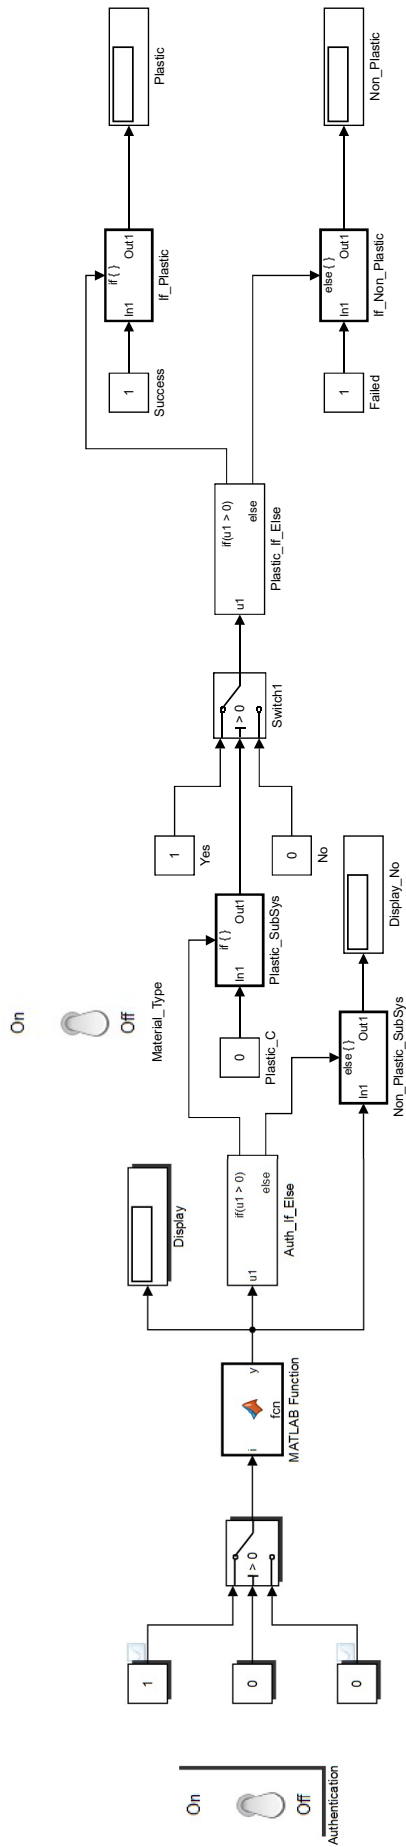 On
Off
Authentication
1
0
0
> 0
i
fcn
y
MATLAB Function
Display
u1
if(u1 > 0)
else
Auth_If_Else
On
Off
Material_Type
0
Plastic_C
if { }
In1
Out1
Plastic_SubSys
else { }
In1
Out1
Non_Plastic_SubSys
Display_No
1
Yes
0
No
> 0
Switch1
u1
if(u1 > 0)
else
Plastic_If_Else
1
Success
if { }
In1
Out1
If_Plastic
Plastic
1
Failed
else { }
In1
Out1
If_Non_Plastic
Non_Plastic